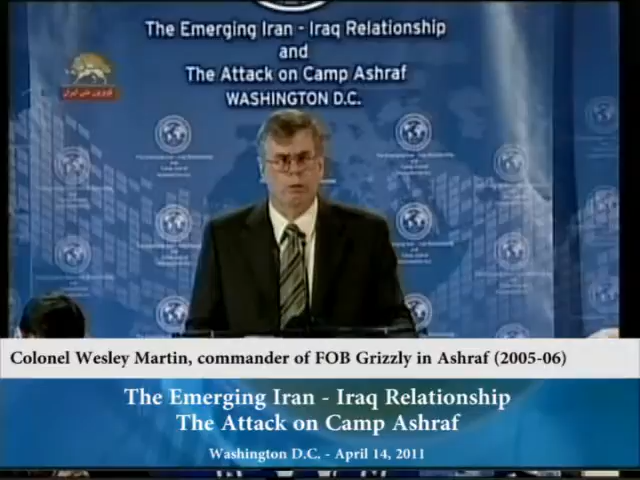 The Emerging Iran - Iraq Relationship
and
The Attack on Camp Ashraf
WASHINGTON D.C.
Colonel Wesley Martin, commander of FOB Grizzly in Ashraf (2005-06)
The Emerging Iran - Iraq Relationship
The Attack on Camp Ashraf
Washington D.C. - April 14, 2011